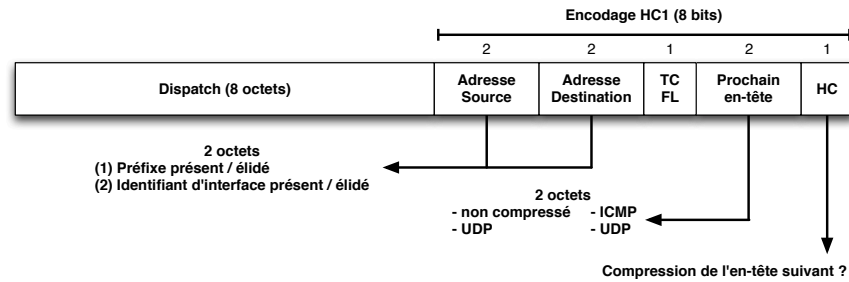 Encodage HC1 (8 bits)
2 2 1 2 1
Dispatch (8 octets)
Adresse
Source
Adresse
Destination
TC
FL
Prochain
en-tête
HC
2 octets
(1) Préfixe présent / élidé
(2) Identifiant d'interface présent / élidé
2 octets
- non compressé - ICMP
- UDP - UDP
Compression de l'en-tête suivant ?